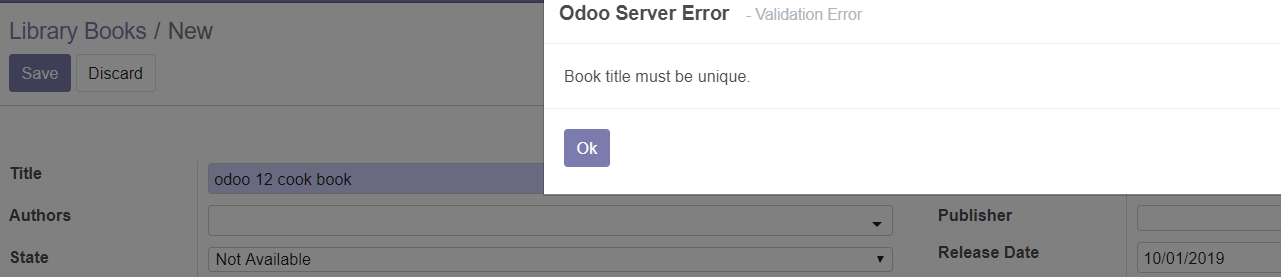 Odoo Server Error - Validation Error
Library Books / New
Save Discard
Book title must be unique.
Ok
Title odoo 12 cook book
Authors Publisher
State Not Available Release Date 10/01/2019